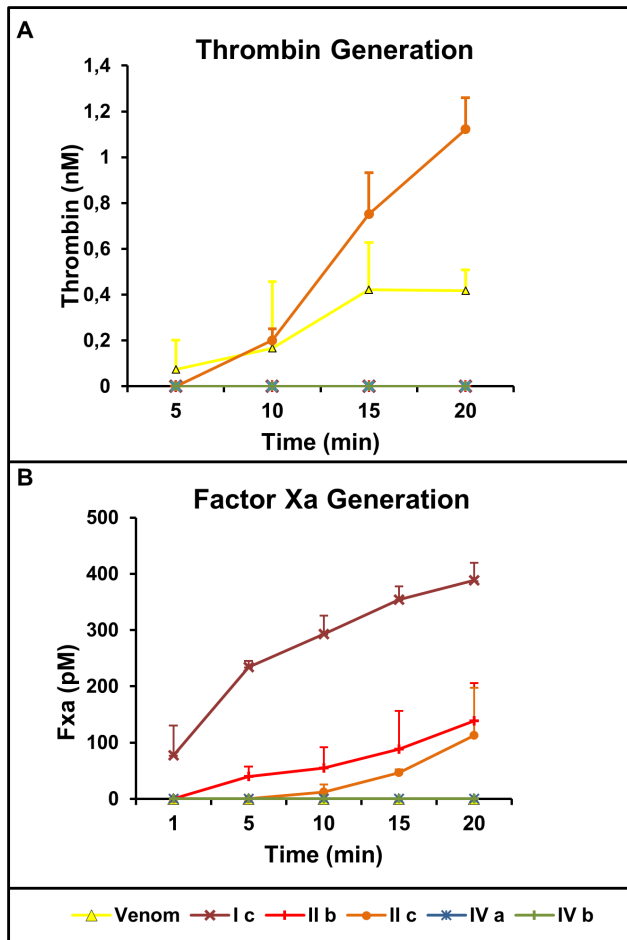 A
Thrombin Generation
1,4
1,2
1
0,8
0,6
0,4
0,2
0
Thrombin (nM)
5 10 15 20
Time (min)
B
Factor Xa Generation
500
400
300
200
100
0
Fxa (pM)
1 5 10 15 20
Time (min)
Venom I c II b II c IV a IV b